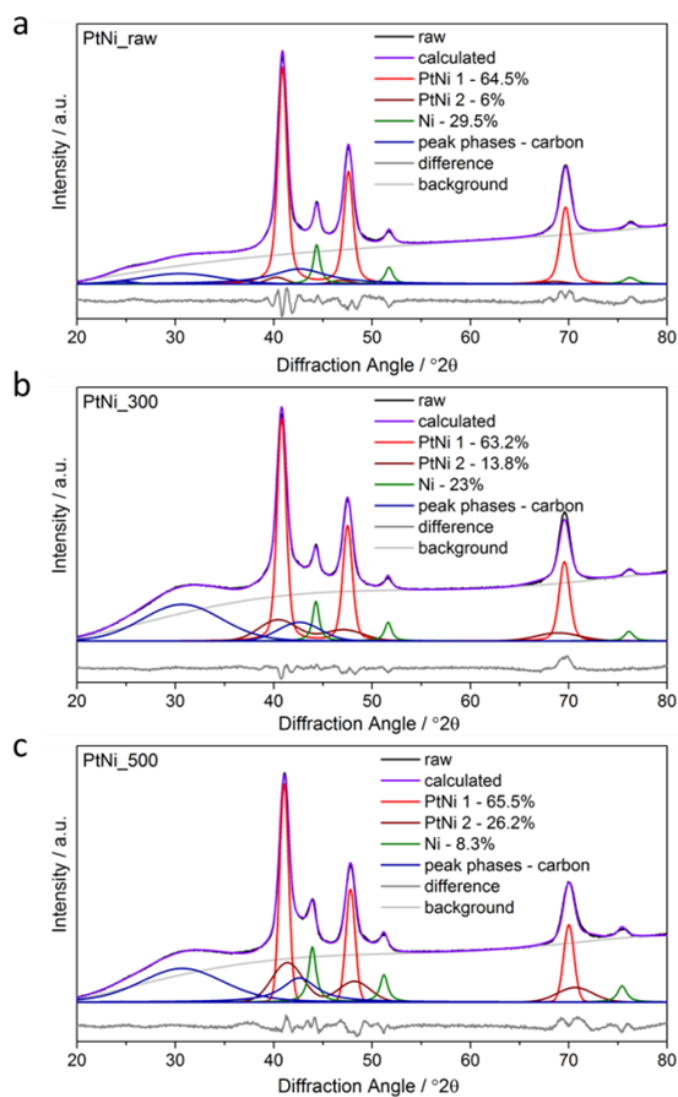 a
PtNi_raw
raw
calculated
PtNi 1 - 64.5%
PtNi 2 - 6%
Ni - 29.5%
peak phases - carbon
difference
background
Intensity / a.u.
20 30 40 50 60 70 80
Diffraction Angle / °2θ
b
PtNi_300
raw
calculated
PtNi 1 - 63.2%
PtNi 2 - 13.8%
Ni - 23%
peak phases - carbon
difference
background
Intensity / a.u.
20 30 40 50 60 70 80
Diffraction Angle / °2θ
c
PtNi_500
raw
calculated
PtNi 1 - 65.5%
PtNi 2 - 26.2%
Ni - 8.3%
peak phases - carbon
difference
background
Intensity / a.u.
20 30 40 50 60 70 80
Diffraction Angle / °2θ